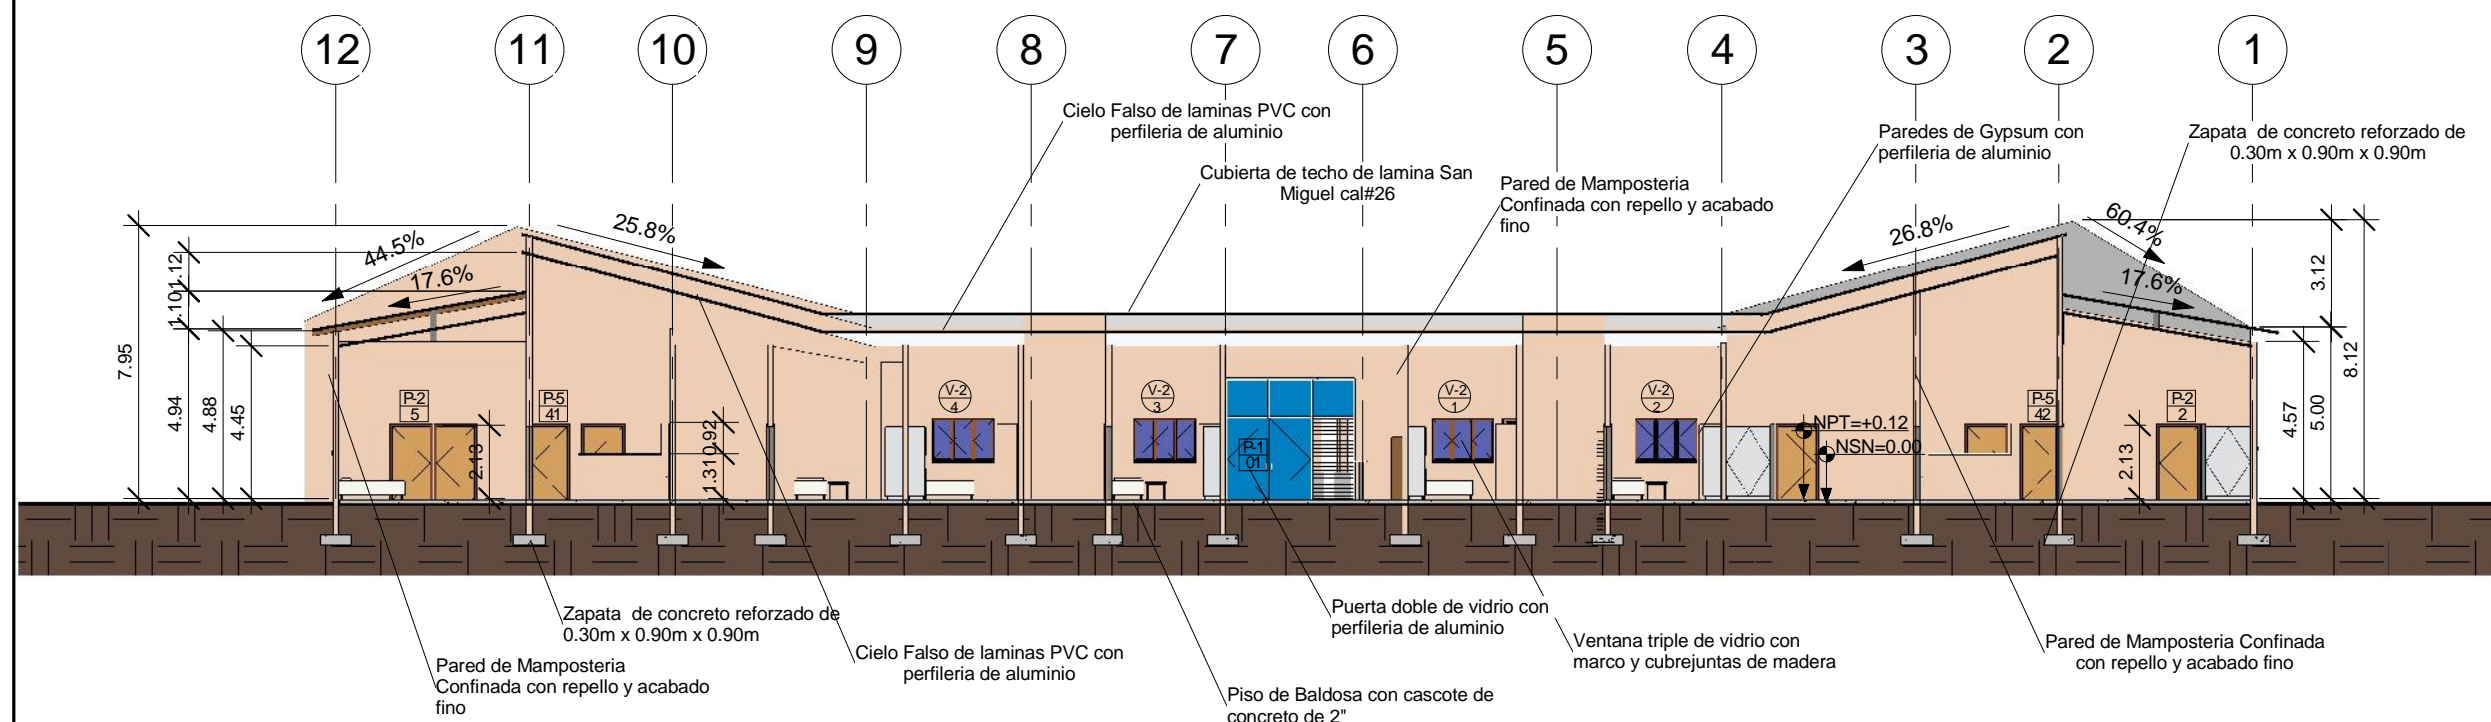 12
11
10
9
8
7
6
5
4
3
2
1
Cielo Falso de laminas PVC con
perfileria de aluminio
Cubierta de techo de lamina San
Miguel cal#26
Pared de Mamposteria
Confinada con repello y acabado
fino
Paredes de Gypsum con
perfileria de aluminio
Zapata de concreto reforzado de
0.30m x 0.90m x 0.90m
44.5%
25.8%
17.6%
26.8%
60.4%
17.6%
7.95
1.12
1.10
4.94
4.88
4.45
3.12
8.12
5.00
4.57
P-2
5
P-5
41
2.13
0.92
1.31
V-2
4
V-2
3
P-1
01
V-2
1
V-2
2
NPT=+0.12
NSN=0.00
P-5
42
P-2
2
2.13
Zapata de concreto reforzado de
0.30m x 0.90m x 0.90m
Pared de Mamposteria
Confinada con repello y acabado
fino
Cielo Falso de laminas PVC con
perfileria de aluminio
Piso de Baldosa con cascote de
concreto de 2"
Puerta doble de vidrio con
perfileria de aluminio
Ventana triple de vidrio con
marco y cubrejuntas de madera
Pared de Mamposteria Confinada
con repello y acabado fino